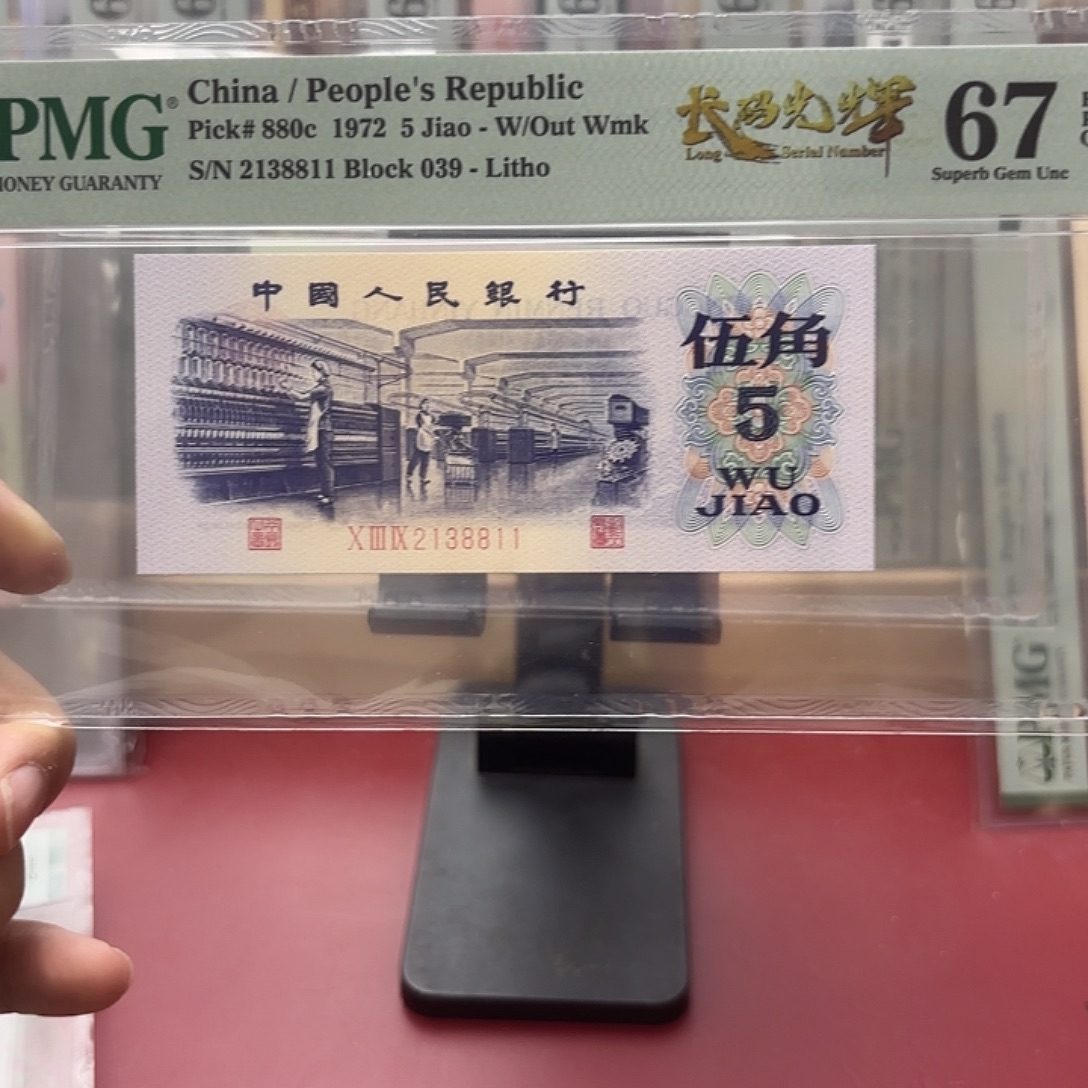 PMG®
MONEY GUARANTY
China / People's Republic
Pick# 880c 1972 5 Jiao - W/Out Wmk
S/N 2138811 Block 039 - Litho
长码光辉
Long Serial Number
67
Superb Gem Unc
中國人民銀行
伍角
5
WU
JIAO
XⅢⅨ2138811
PMG